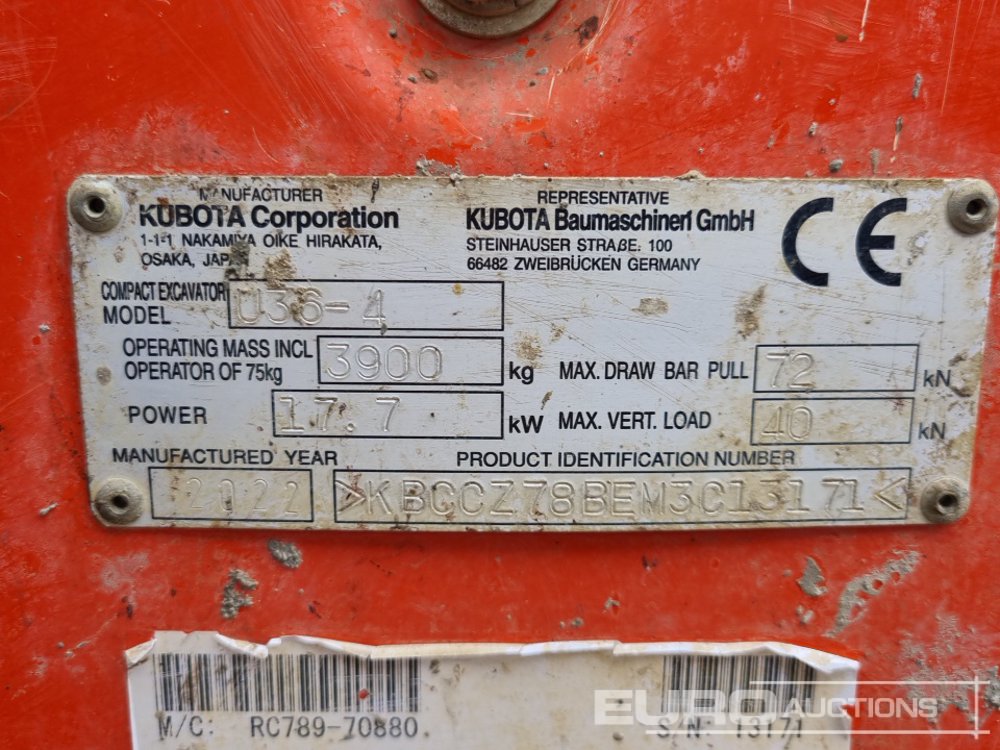 MANUFACTURER
KUBOTA Corporation
1-1-1 NAKAMIYA OIKE HIRAKATA,
OSAKA, JAPAN
REPRESENTATIVE
KUBOTA Baumaschinen GmbH
STEINHAUSER STRAßE 100
66482 ZWEIBRÜCKEN GERMANY
CE
COMPACT EXCAVATOR
MODEL U36-4
OPERATING MASS INCL
OPERATOR OF 75kg 3900 kg
MAX. DRAW BAR PULL 72 kN
POWER 17.7 kW
MAX. VERT. LOAD 40 kN
MANUFACTURED YEAR
2022
PRODUCT IDENTIFICATION NUMBER
>KBCCZ78BEM3C13171<
M/C: RC789-70880.
S/N: 13171
EURO AUCTIONS